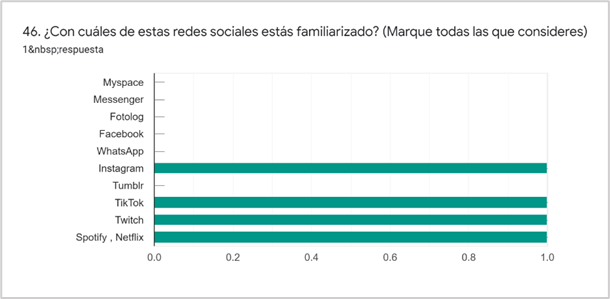 46. ¿Con cuáles de estas redes sociales estás familiarizado? (Marque todas las que consideres)
1&nbsp;respuesta
Myspace
Messenger
Fotolog
Facebook
WhatsApp
Instagram
Tumblr
TikTok
Twitch
Spotify , Netflix
0.0 0.2 0.4 0.6 0.8 1.0